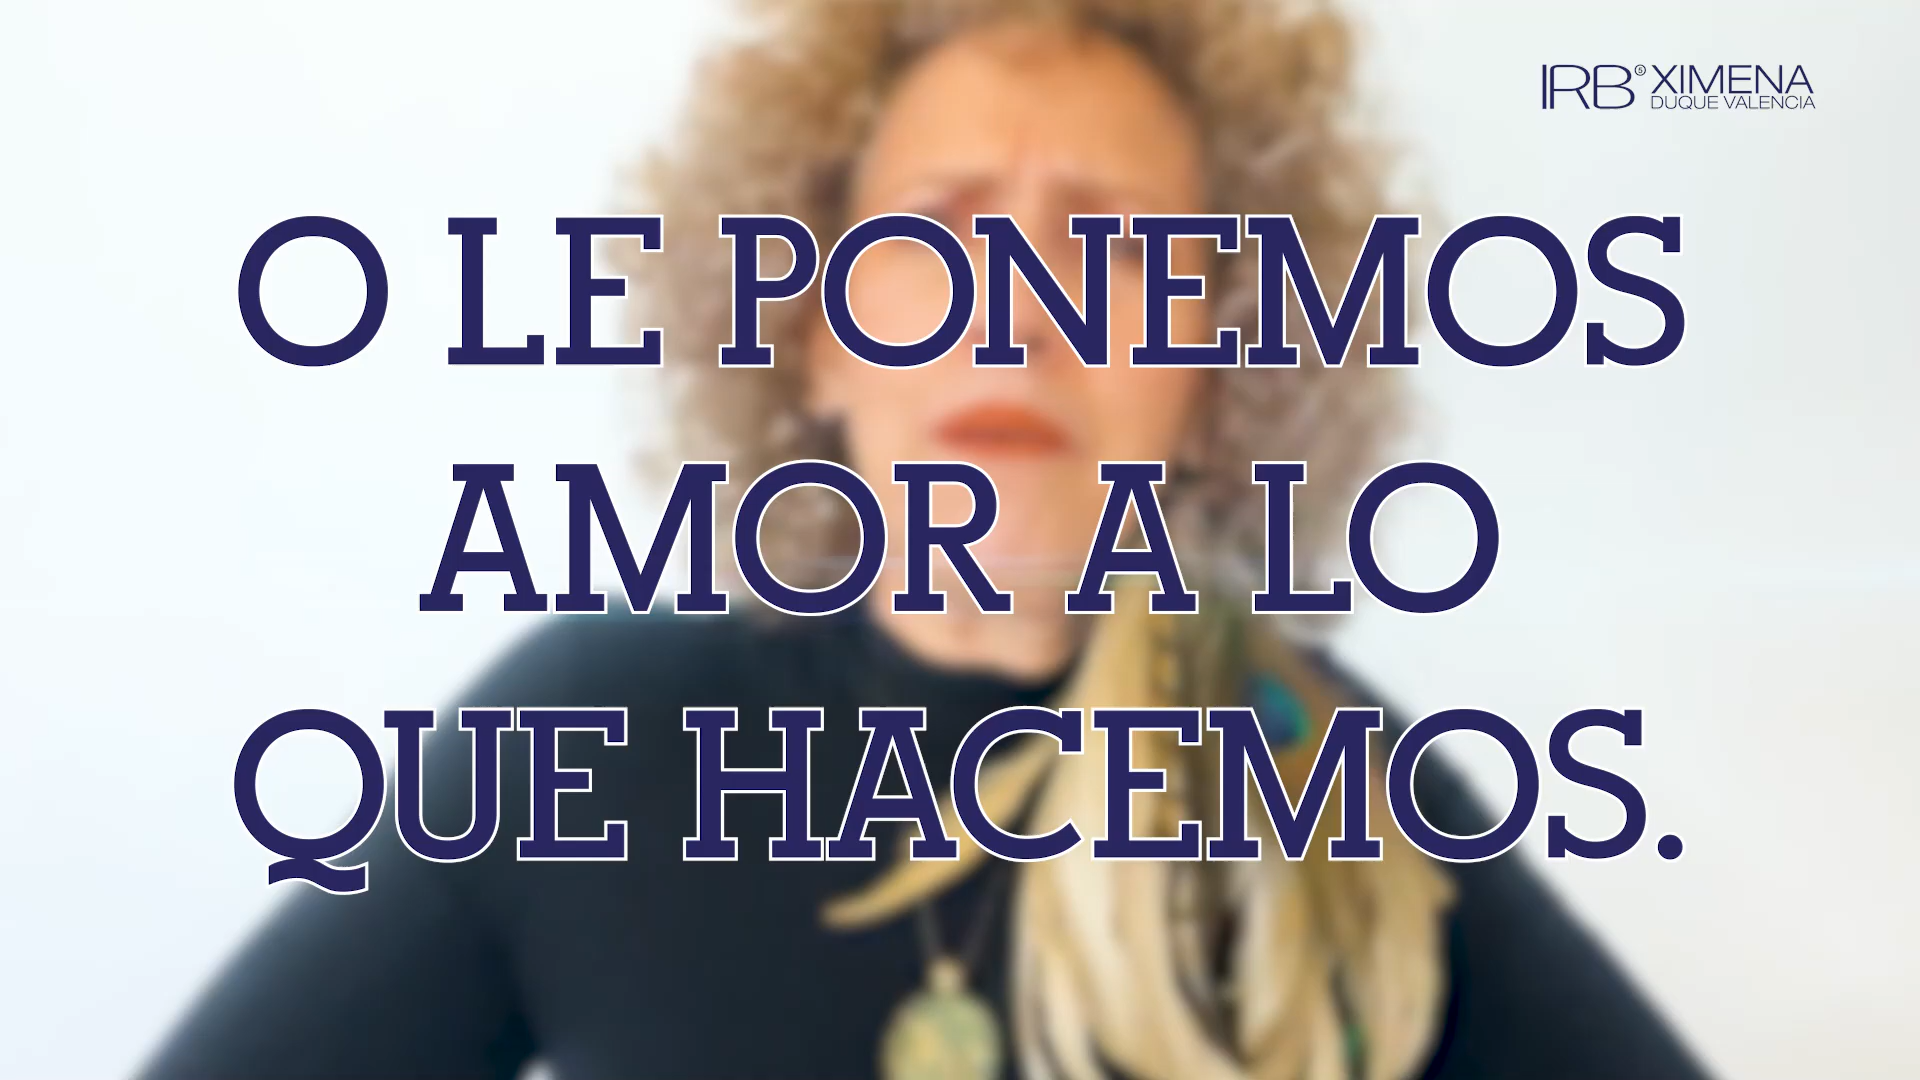 IRB® XIMENA
DUQUE VALENCIA
O LE PONEMOS
AMOR A LO
QUE HACEMOS.